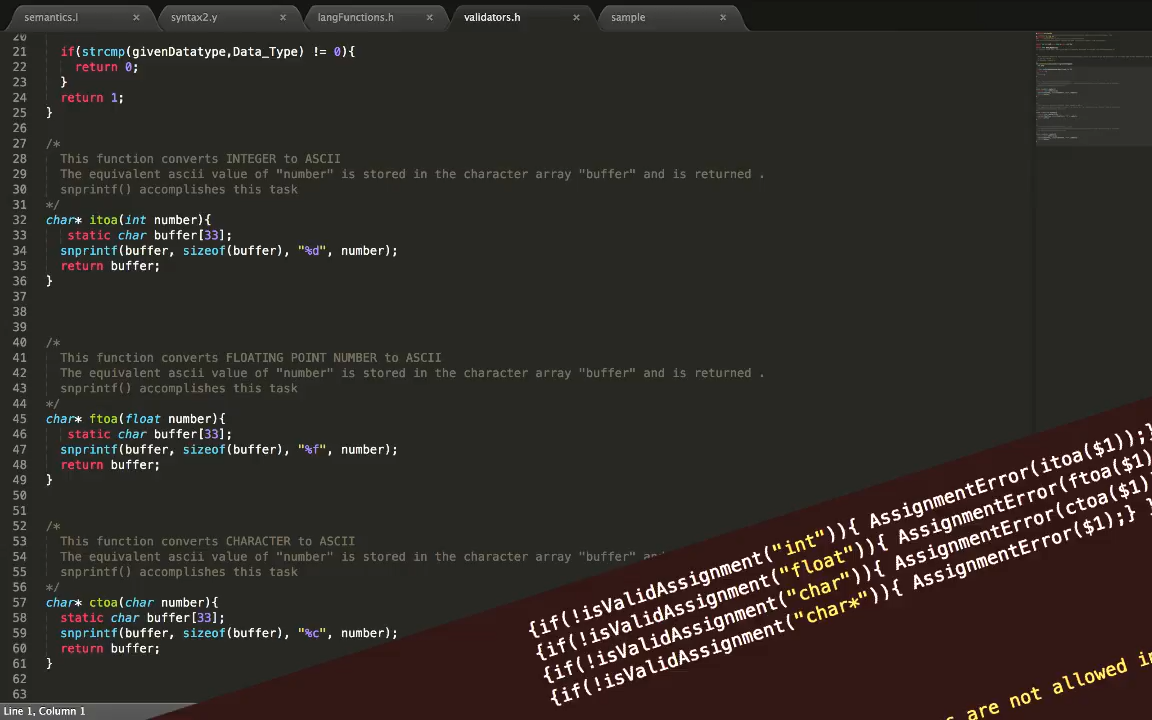 semantics.l × syntax2.y × langFunctions.h × validators.h × sample ×
20
21 if(strcmp(givenDatatype,Data_Type) != 0){
22 return 0;
23 }
24 return 1;
25 }
26
27 /*
28 This function converts INTEGER to ASCII
29 The equivalent ascii value of "number" is stored in the character array "buffer" and is returned .
30 snprintf() accomplishes this task
31 */
32 char* itoa(int number){
33 static char buffer[33];
34 snprintf(buffer, sizeof(buffer), "%d", number);
35 return buffer;
36 }
37
38
39
40 /*
41 This function converts FLOATING POINT NUMBER to ASCII
42 The equivalent ascii value of "number" is stored in the character array "buffer" and is returned .
43 snprintf() accomplishes this task
44 */
45 char* ftoa(float number){
46 static char buffer[33];
47 snprintf(buffer, sizeof(buffer), "%f", number);
48 return buffer;
49 }
50
51
52 /*
53 This function converts CHARACTER to ASCII
54 The equivalent ascii value of "number" is stored in the character array "buffer" and is
55 snprintf() accomplishes this task
56 */
57 char* ctoa(char number){
58 static char buffer[33];
59 snprintf(buffer, sizeof(buffer), "%c", number);
60 return buffer;
61 }
62
63
Line 1, Column 1
{if(!isValidAssignment("int")){ AssignmentError(itoa($1));}
{if(!isValidAssignment("float")){ AssignmentError(ftoa($1)
{if(!isValidAssignment("char")){ AssignmentError(ctoa($1)
{if(!isValidAssignment("char*")){ AssignmentError($1);} }
are not allowed in